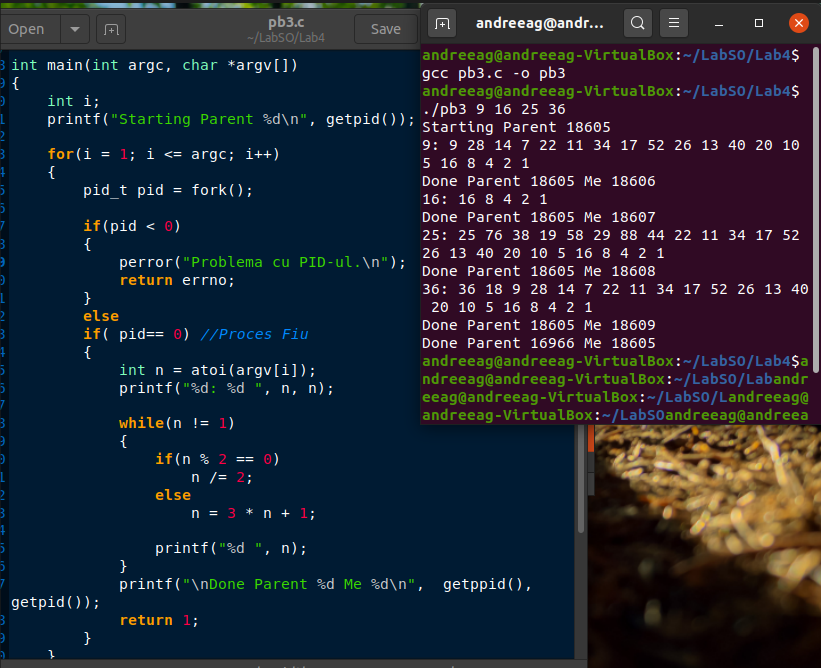 Open
pb3.c
~/LabSO/Lab4
Save
int main(int argc, char *argv[])
{
    int i;
    printf("Starting Parent %d\n", getpid());
    for(i = 1; i <= argc; i++)
    {
        pid_t pid = fork();
        if(pid < 0)
        {
            perror("Problema cu PID-ul.\n");
            return errno;
        }
        else
        if( pid== 0) //Proces Fiu
        {
            int n = atoi(argv[i]);
            printf("%d: %d ", n, n);
            while(n != 1)
            {
                if(n % 2 == 0)
                    n /= 2;
                else
                    n = 3 * n + 1;
                printf("%d ", n);
            }
            printf("\nDone Parent %d Me %d\n",  getppid(),
getpid());
            return 1;
        }
    }
andreeag@andr...
andreeag@andreeag-VirtualBox:~/LabSO/Lab4$
gcc pb3.c -o pb3
andreeag@andreeag-VirtualBox:~/LabSO/Lab4$
./pb3 9 16 25 36
Starting Parent 18605
9: 9 28 14 7 22 11 34 17 52 26 13 40 20 10
5 16 8 4 2 1
Done Parent 18605 Me 18606
16: 16 8 4 2 1
Done Parent 18605 Me 18607
25: 25 76 38 19 58 29 88 44 22 11 34 17 52
26 13 40 20 10 5 16 8 4 2 1
Done Parent 18605 Me 18608
36: 36 18 9 28 14 7 22 11 34 17 52 26 13 40
 20 10 5 16 8 4 2 1
Done Parent 18605 Me 18609
Done Parent 16966 Me 18605
andreeag@andreeag-VirtualBox:~/LabSO/Lab4$a
ndreeag@andreeag-VirtualBox:~/LabSO/Labandr
eeag@andreeag-VirtualBox:~/LabSO/Landreeag@
andreeag-VirtualBox:~/LabSOandreeag@andreea